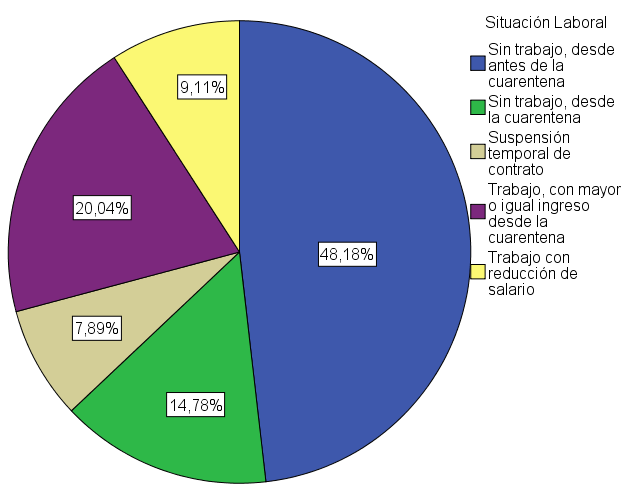 Situación Laboral
Sin trabajo, desde
antes de la
cuarentena
Sin trabajo, desde
la cuarentena
Suspensión
temporal de
contrato
Trabajo, con mayor
o igual ingreso
desde la
cuarentena
Trabajo con
reducción de
salario
9,11%
20,04%
48,18%
7,89%
14,78%